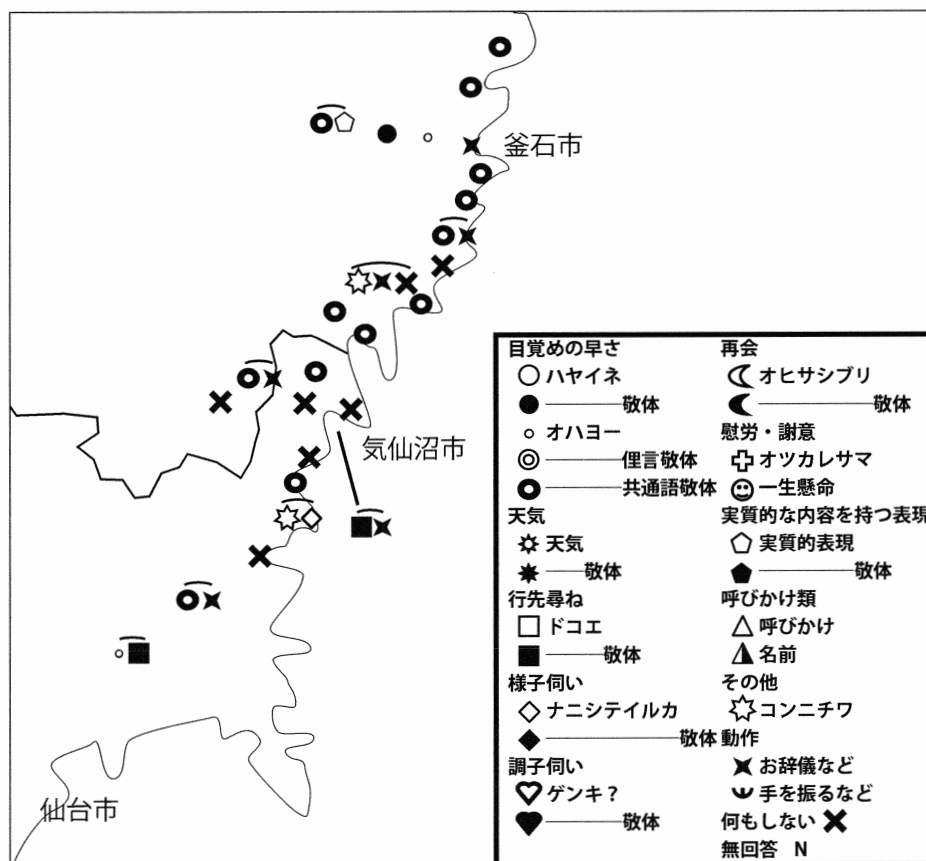 釜石市
気仙沼市
仙台市
目覚めの早さ
ハヤイネ
————敬体
オハヨー
————俚言敬体
————共通語敬体
天気
天気
——敬体
行先尋ね
ドコエ
———敬体
様子伺い
ナニシテイルカ
——————敬体
調子伺い
ゲンキ？
———敬体
再会
オヒサシブリ
—————敬体
慰労・謝意
オツカレサマ
一生懸命
実質的な内容を持つ表現
実質的表現
————敬体
呼びかけ類
呼びかけ
名前
その他
コンニチワ
動作
お辞儀など
手を振るなど
何もしない
無回答 N